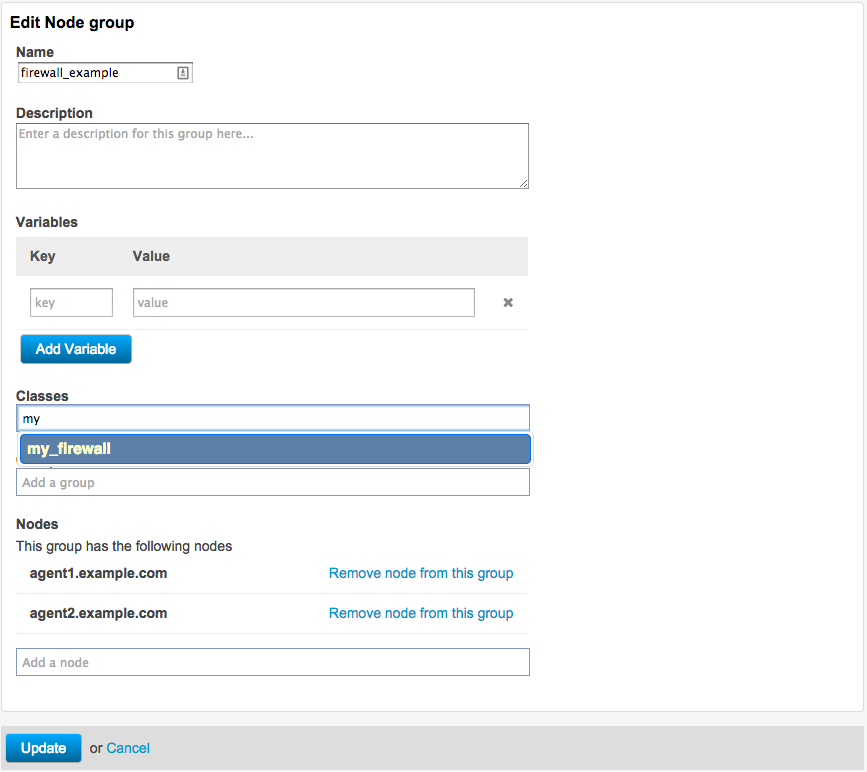 Edit Node group
Name
firewall_example
Description
Enter a description for this group here...
Variables
Key Value
key value
Add Variable
Classes
my
my_firewall
Add a group
Nodes
This group has the following nodes
agent1.example.com Remove node from this group
agent2.example.com Remove node from this group
Add a node
Update or Cancel